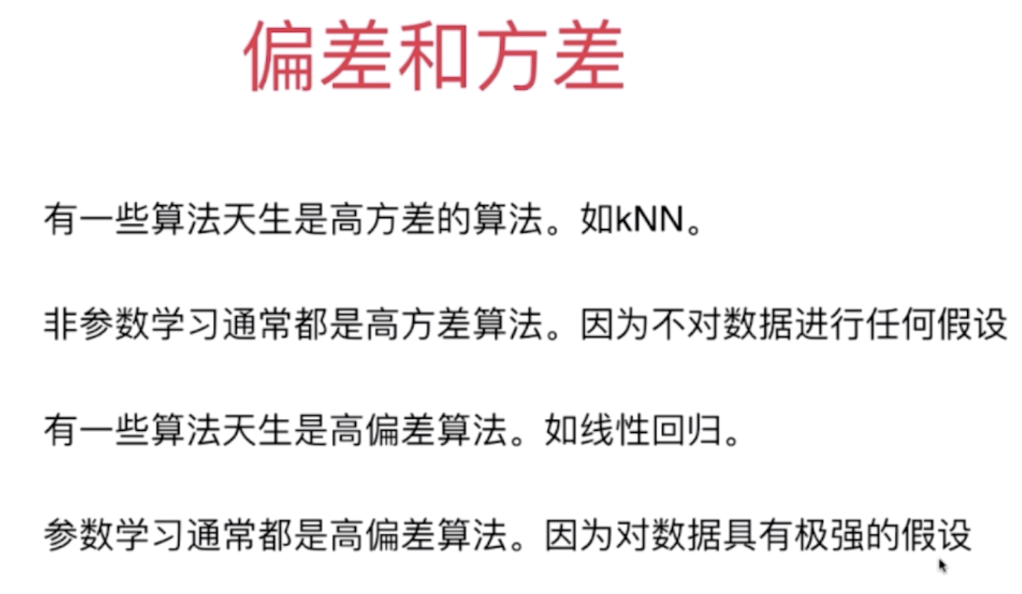 偏差和方差
有一些算法天生是高方差的算法。如kNN。
非参数学习通常都是高方差算法。因为不对数据进行任何假设
有一些算法天生是高偏差算法。如线性回归。
参数学习通常都是高偏差算法。因为对数据具有极强的假设